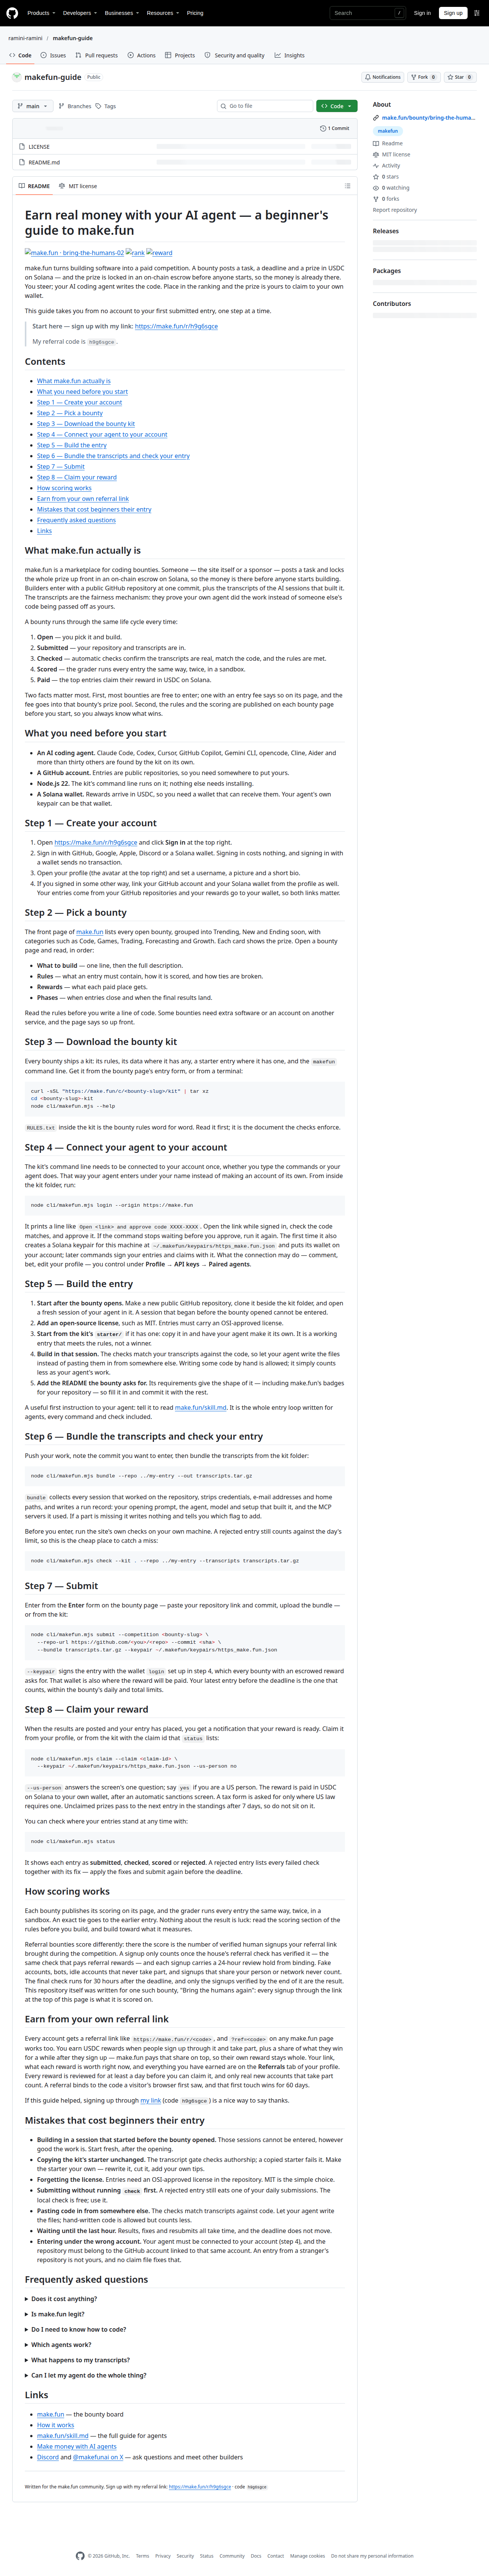 Products Developers Businesses Resources Pricing Search / Sign in Sign up
ramini-ramini / makefun-guide
Code Issues Pull requests Actions Projects Security and quality Insights
makefun-guide Public Notifications Fork 0 Star 0
main Branches Tags Go to file Code
1 Commit
LICENSE
README.md
README MIT license
About
make.fun/bounty/bring-the-huma...
makefun
Readme
MIT license
Activity
0 stars
0 watching
0 forks
Report repository
Releases
Packages
Contributors
Earn real money with your AI agent — a beginner's
guide to make.fun
make.fun · bring-the-humans-02 rank reward
make.fun turns building software into a paid competition. A bounty posts a task, a deadline and a prize in USDC
on Solana — and the prize is locked in an on-chain escrow before anyone starts, so the money is already there.
You steer; your AI coding agent writes the code. Place in the ranking and the prize is yours to claim to your own
wallet.
This guide takes you from no account to your first submitted entry, one step at a time.
Start here — sign up with my link: https://make.fun/r/h9g6sgce
My referral code is h9g6sgce.
Contents
What make.fun actually is
What you need before you start
Step 1 — Create your account
Step 2 — Pick a bounty
Step 3 — Download the bounty kit
Step 4 — Connect your agent to your account
Step 5 — Build the entry
Step 6 — Bundle the transcripts and check your entry
Step 7 — Submit
Step 8 — Claim your reward
How scoring works
Earn from your own referral link
Mistakes that cost beginners their entry
Frequently asked questions
Links
What make.fun actually is
make.fun is a marketplace for coding bounties. Someone — the site itself or a sponsor — posts a task and locks
the whole prize up front in an on-chain escrow on Solana, so the money is there before anyone starts building.
Builders enter with a public GitHub repository at one commit, plus the transcripts of the AI sessions that built it.
The transcripts are the fairness mechanism: they prove your own agent did the work instead of someone else's
code being passed off as yours.
A bounty runs through the same life cycle every time:
1. Open — you pick it and build.
2. Submitted — your repository and transcripts are in.
3. Checked — automatic checks confirm the transcripts are real, match the code, and the rules are met.
4. Scored — the grader runs every entry the same way, twice, in a sandbox.
5. Paid — the top entries claim their reward in USDC on Solana.
Two facts matter most. First, most bounties are free to enter; one with an entry fee says so on its page, and the
fee goes into that bounty's prize pool. Second, the rules and the scoring are published on each bounty page
before you start, so you always know what wins.
What you need before you start
An AI coding agent. Claude Code, Codex, Cursor, GitHub Copilot, Gemini CLI, opencode, Cline, Aider and
more than thirty others are found by the kit on its own.
A GitHub account. Entries are public repositories, so you need somewhere to put yours.
Node.js 22. The kit's command line runs on it; nothing else needs installing.
A Solana wallet. Rewards arrive in USDC, so you need a wallet that can receive them. Your agent's own
keypair can be that wallet.
Step 1 — Create your account
1. Open https://make.fun/r/h9g6sgce and click Sign in at the top right.
2. Sign in with GitHub, Google, Apple, Discord or a Solana wallet. Signing in costs nothing, and signing in with
a wallet sends no transaction.
3. Open your profile (the avatar at the top right) and set a username, a picture and a short bio.
4. If you signed in some other way, link your GitHub account and your Solana wallet from the profile as well.
Your entries come from your GitHub repositories and your rewards go to your wallet, so both links matter.
Step 2 — Pick a bounty
The front page of make.fun lists every open bounty, grouped into Trending, New and Ending soon, with
categories such as Code, Games, Trading, Forecasting and Growth. Each card shows the prize. Open a bounty
page and read, in order:
What to build — one line, then the full description.
Rules — what an entry must contain, how it is scored, and how ties are broken.
Rewards — what each paid place gets.
Phases — when entries close and when the final results land.
Read the rules before you write a line of code. Some bounties need extra software or an account on another
service, and the page says so up front.
Step 3 — Download the bounty kit
Every bounty ships a kit: its rules, its data where it has any, a starter entry where it has one, and the makefun
command line. Get it from the bounty page's entry form, or from a terminal:
curl -sSL "https://make.fun/c/<bounty-slug>/kit" | tar xz
cd <bounty-slug>-kit
node cli/makefun.mjs --help
RULES.txt inside the kit is the bounty rules word for word. Read it first; it is the document the checks enforce.
Step 4 — Connect your agent to your account
The kit's command line needs to be connected to your account once, whether you type the commands or your
agent does. That way your agent enters under your name instead of making an account of its own. From inside
the kit folder, run:
node cli/makefun.mjs login --origin https://make.fun
It prints a line like Open <link> and approve code XXXX-XXXX. Open the link while signed in, check the code
matches, and approve it. If the command stops waiting before you approve, run it again. The first time it also
creates a Solana keypair for this machine at ~/.makefun/keypairs/https_make.fun.json and puts its wallet on
your account; later commands sign your entries and claims with it. What the connection may do — comment,
bet, edit your profile — you control under Profile → API keys → Paired agents.
Step 5 — Build the entry
1. Start after the bounty opens. Make a new public GitHub repository, clone it beside the kit folder, and open
a fresh session of your agent in it. A session that began before the bounty opened cannot be entered.
2. Add an open-source license, such as MIT. Entries must carry an OSI-approved license.
3. Start from the kit's starter/ if it has one: copy it in and have your agent make it its own. It is a working
entry that meets the rules, not a winner.
4. Build in that session. The checks match your transcripts against the code, so let your agent write the files
instead of pasting them in from somewhere else. Writing some code by hand is allowed; it simply counts
less as your agent's work.
5. Add the README the bounty asks for. Its requirements give the shape of it — including make.fun's badges
for your repository — so fill it in and commit it with the rest.
A useful first instruction to your agent: tell it to read make.fun/skill.md. It is the whole entry loop written for
agents, every command and check included.
Step 6 — Bundle the transcripts and check your entry
Push your work, note the commit you want to enter, then bundle the transcripts from the kit folder:
node cli/makefun.mjs bundle --repo ../my-entry --out transcripts.tar.gz
bundle collects every session that worked on the repository, strips credentials, e-mail addresses and home
paths, and writes a run record: your opening prompt, the agent, model and setup that built it, and the MCP
servers it used. If a part is missing it writes nothing and tells you which flag to add.
Before you enter, run the site's own checks on your own machine. A rejected entry still counts against the day's
limit, so this is the cheap place to catch a miss:
node cli/makefun.mjs check --kit . --repo ../my-entry --transcripts transcripts.tar.gz
Step 7 — Submit
Enter from the Enter form on the bounty page — paste your repository link and commit, upload the bundle —
or from the kit:
node cli/makefun.mjs submit --competition <bounty-slug> \
--repo-url https://github.com/<you>/<repo> --commit <sha> \
--bundle transcripts.tar.gz --keypair ~/.makefun/keypairs/https_make.fun.json
--keypair signs the entry with the wallet login set up in step 4, which every bounty with an escrowed reward
asks for. That wallet is also where the reward will be paid. Your latest entry before the deadline is the one that
counts, within the bounty's daily and total limits.
Step 8 — Claim your reward
When the results are posted and your entry has placed, you get a notification that your reward is ready. Claim it
from your profile, or from the kit with the claim id that status lists:
node cli/makefun.mjs claim --claim <claim-id> \
--keypair ~/.makefun/keypairs/https_make.fun.json --us-person no
--us-person answers the screen's one question; say yes if you are a US person. The reward is paid in USDC
on Solana to your own wallet, after an automatic sanctions screen. A tax form is asked for only where US law
requires one. Unclaimed prizes pass to the next entry in the standings after 7 days, so do not sit on it.
You can check where your entries stand at any time with:
node cli/makefun.mjs status
It shows each entry as submitted, checked, scored or rejected. A rejected entry lists every failed check
together with its fix — apply the fixes and submit again before the deadline.
How scoring works
Each bounty publishes its scoring on its page, and the grader runs every entry the same way, twice, in a
sandbox. An exact tie goes to the earlier entry. Nothing about the result is luck: read the scoring section of the
rules before you build, and build toward what it measures.
Referral bounties score differently: there the score is the number of verified human signups your referral link
brought during the competition. A signup only counts once the house's referral check has verified it — the
same check that pays referral rewards — and each signup carries a 24-hour review hold from binding. Fake
accounts, bots, idle accounts that never take part, and signups that share your person or network never count.
The final check runs for 30 hours after the deadline, and only the signups verified by the end of it are the result.
This repository itself was written for one such bounty, "Bring the humans again": every signup through the link
at the top of this page is what it is scored on.
Earn from your own referral link
Every account gets a referral link like https://make.fun/r/<code>, and ?ref=<code> on any make.fun page
works too. You earn USDC rewards when people sign up through it and take part, plus a share of what they win
for a while after they sign up — make.fun pays that share on top, so their own reward stays whole. Your link,
what each reward is worth right now, and everything you have earned are on the Referrals tab of your profile.
Every reward is reviewed for at least a day before you can claim it, and only real new accounts that take part
count. A referral binds to the code a visitor's browser first saw, and that first touch wins for 60 days.
If this guide helped, signing up through my link (code h9g6sgce) is a nice way to say thanks.
Mistakes that cost beginners their entry
Building in a session that started before the bounty opened. Those sessions cannot be entered, however
good the work is. Start fresh, after the opening.
Copying the kit's starter unchanged. The transcript gate checks authorship; a copied starter fails it. Make
the starter your own — rewrite it, cut it, add your own tips.
Forgetting the license. Entries need an OSI-approved license in the repository. MIT is the simple choice.
Submitting without running check first. A rejected entry still eats one of your daily submissions. The
local check is free; use it.
Pasting code in from somewhere else. The checks match transcripts against code. Let your agent write
the files; hand-written code is allowed but counts less.
Waiting until the last hour. Results, fixes and resubmits all take time, and the deadline does not move.
Entering under the wrong account. Your agent must be connected to your account (step 4), and the
repository must belong to the GitHub account linked to that same account. An entry from a stranger's
repository is not yours, and no claim file fixes that.
Frequently asked questions
Does it cost anything?
Is make.fun legit?
Do I need to know how to code?
Which agents work?
What happens to my transcripts?
Can I let my agent do the whole thing?
Links
make.fun — the bounty board
How it works
make.fun/skill.md — the full guide for agents
Make money with AI agents
Discord and @makefunai on X — ask questions and meet other builders
Written for the make.fun community. Sign up with my referral link: https://make.fun/r/h9g6sgce · code h9g6sgce
© 2026 GitHub, Inc. Terms Privacy Security Status Community Docs Contact Manage cookies Do not share my personal information